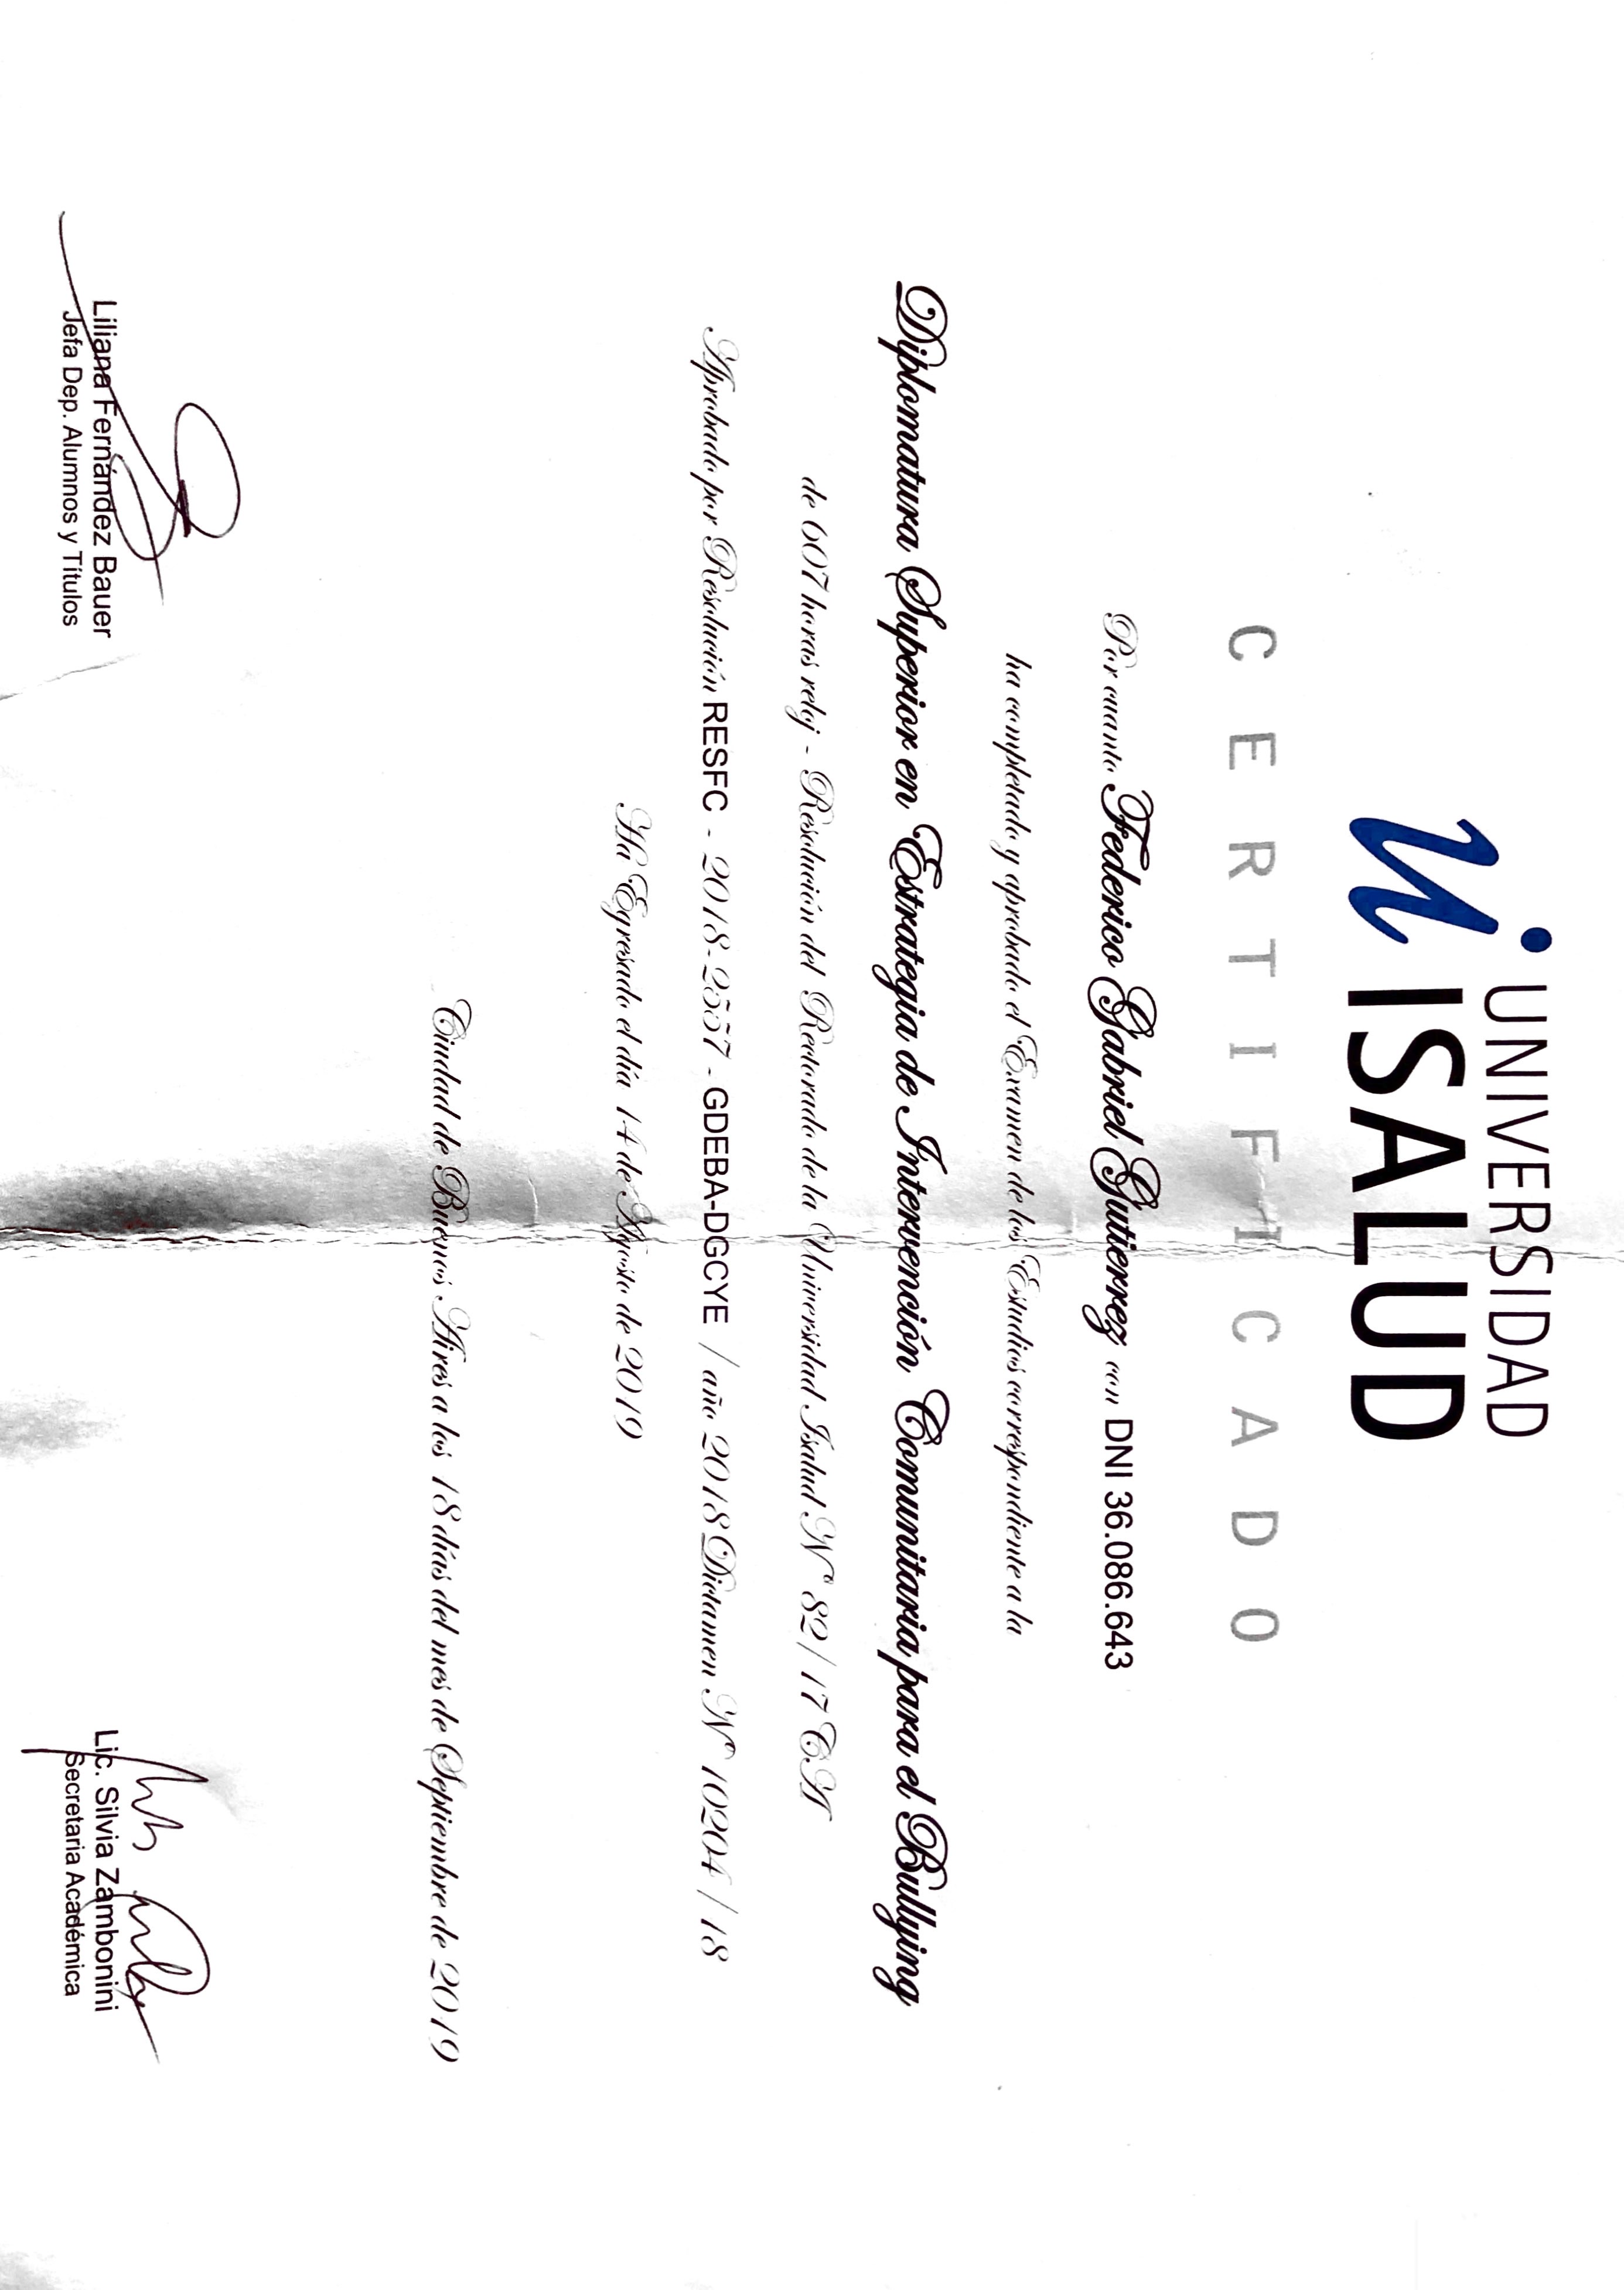 UNIVERSIDAD
ISALUD
CERTIFICADO
Por cuanto Federico Gabriel Gutierrez con DNI 36.086.643
ha completado y aprobado el Examen de los Estudios correspondiente a la
Diplomatura Superior en Estrategia de Intervención Comunitaria para el Bullying
de 607 horas reloj - Resolución del Rectorado de la Universidad Isalud Nº 82/17 CA
Aprobado por Resolución RESFC - 2018-2557 - GDEBA-DGCYE / año 2018 Dictamen Nº 10204 / 18
Ha Egresado el día 14 de Agosto de 2019
Ciudad de Buenos Aires a los 18 días del mes de Septiembre de 2019
Liliana Fernández Bauer
Jefa Dep. Alumnos y Títulos
Lic. Silvia Zambonini
Secretaria Académica